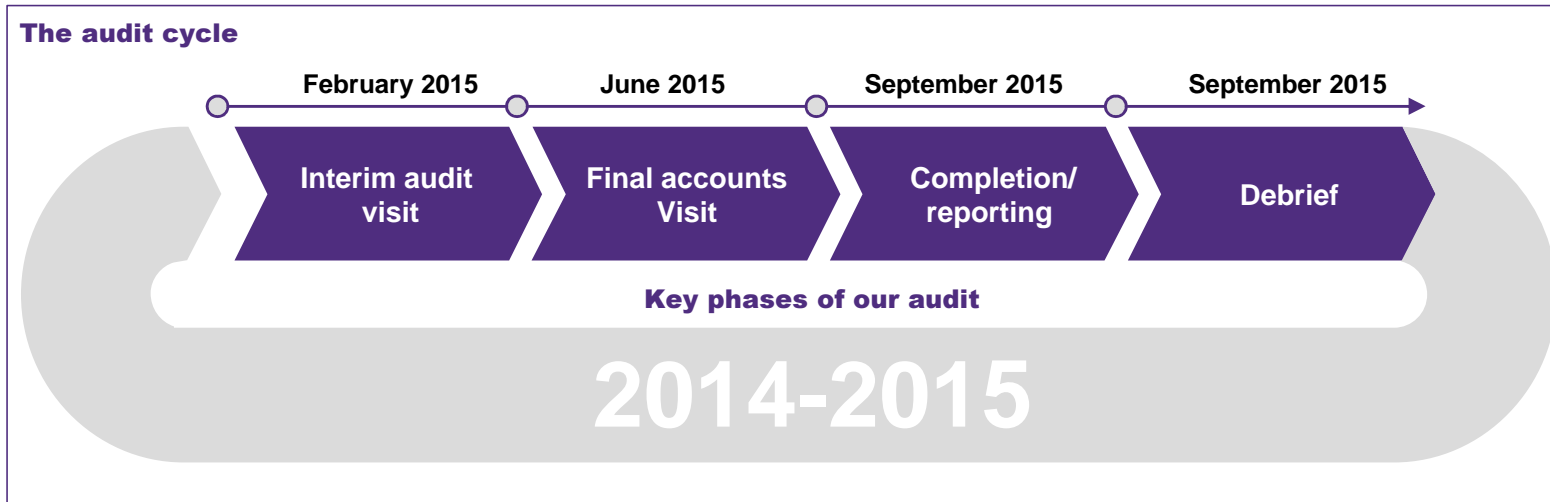 The audit cycle
February 2015
June 2015
September 2015
September 2015
Interim audit
visit
Final accounts
Visit
Completion/
reporting
Debrief
Key phases of our audit
2014-2015